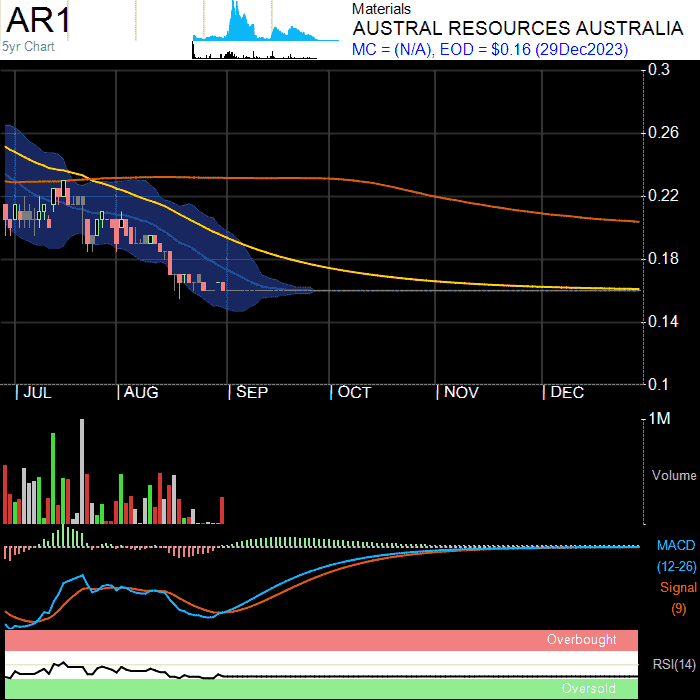 AR1
5yr Chart
Materials
AUSTRAL RESOURCES AUSTRALIA
MC = (N/A), EOD = $0.16 (29Dec2023)
0.3
0.26
0.22
0.18
0.14
0.1
JUL AUG SEP OCT NOV DEC
1M
Volume
MACD
(12-26)
Signal
(9)
Overbought
RSI(14)
Oversold